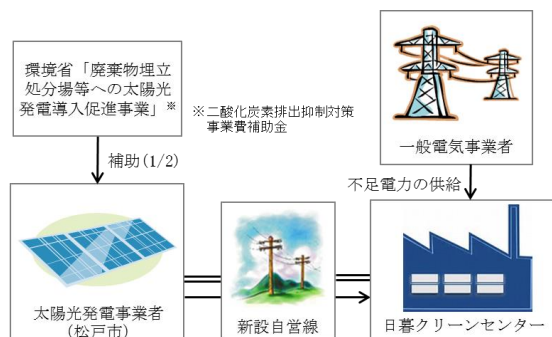 環境省「廃棄物埋立
処分場等への太陽光
発電導入促進事業」※
※二酸化炭素排出抑制対策
事業費補助金
一般電気事業者
補助(1/2)
不足電力の供給
太陽光発電事業者
(松戸市)
新設自営線
日暮クリーンセンター